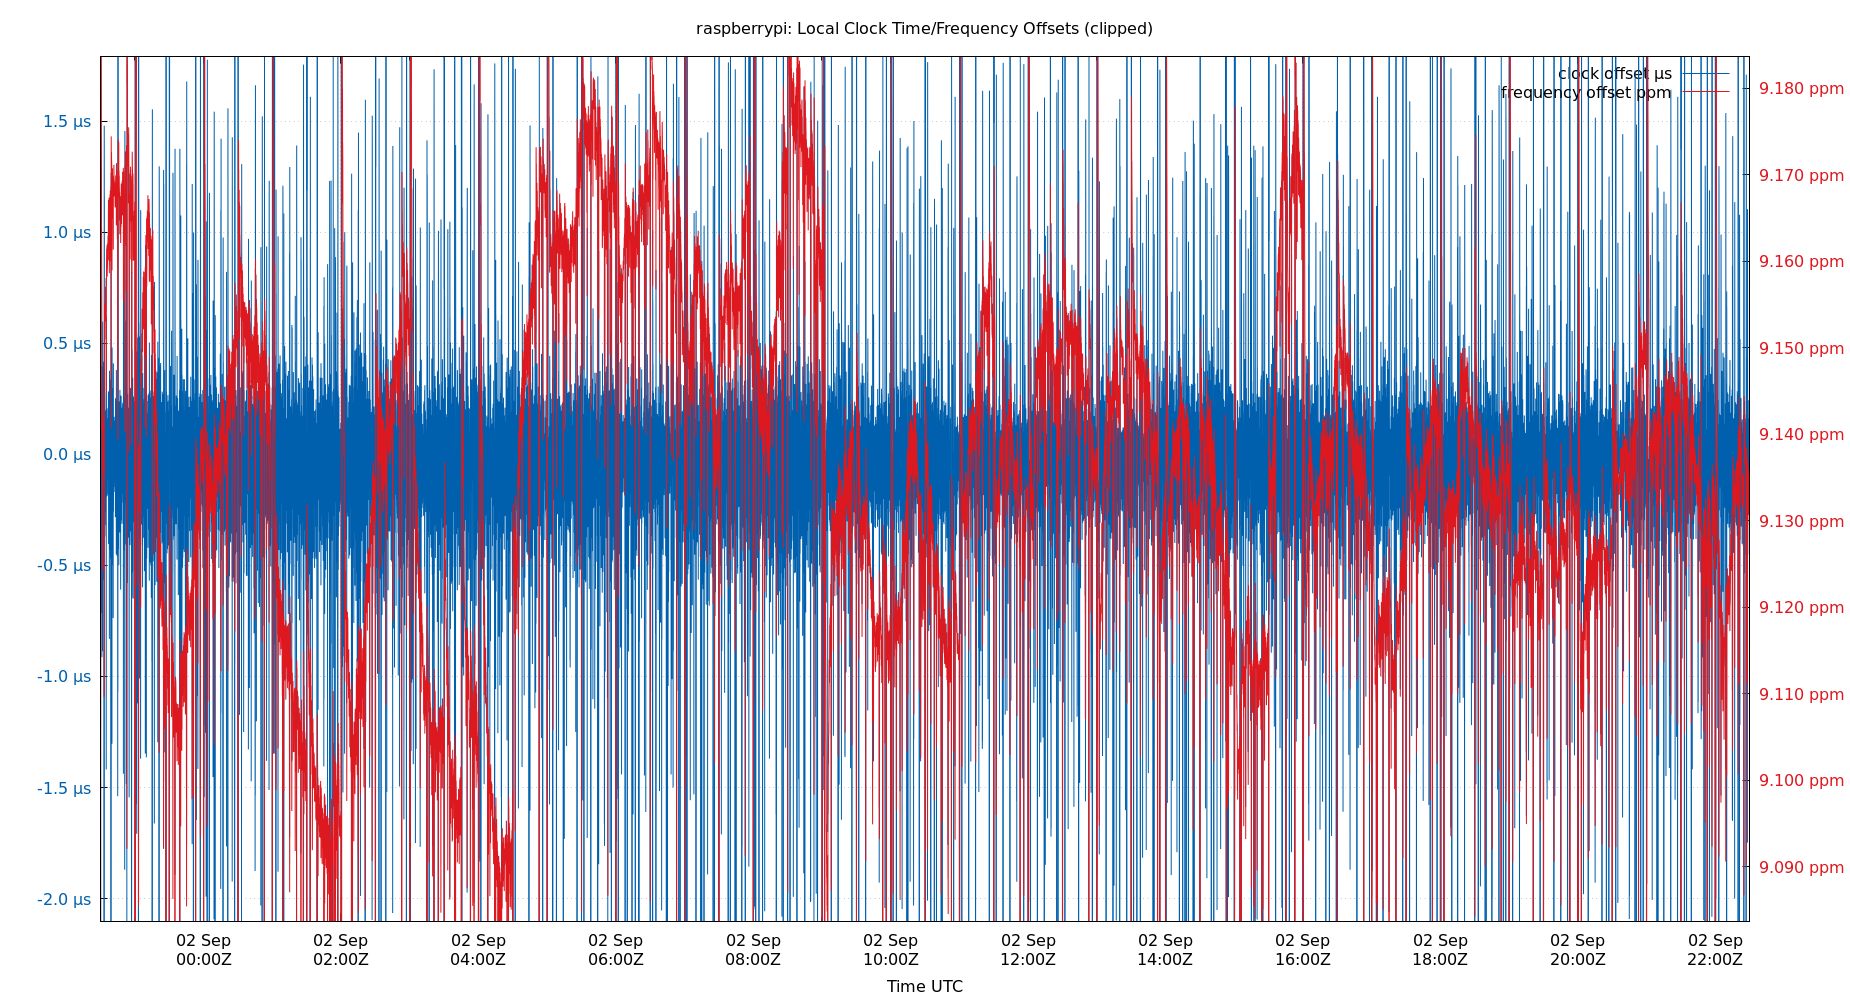 raspberrypi: Local Clock Time/Frequency Offsets (clipped)
clock offset µs
frequency offset ppm
1.5 µs
1.0 µs
0.5 µs
0.0 µs
-0.5 µs
-1.0 µs
-1.5 µs
-2.0 µs
9.180 ppm
9.170 ppm
9.160 ppm
9.150 ppm
9.140 ppm
9.130 ppm
9.120 ppm
9.110 ppm
9.100 ppm
9.090 ppm
02 Sep 02 Sep 02 Sep 02 Sep 02 Sep 02 Sep 02 Sep 02 Sep 02 Sep 02 Sep 02 Sep 02 Sep
00:00Z 02:00Z 04:00Z 06:00Z 08:00Z 10:00Z 12:00Z 14:00Z 16:00Z 18:00Z 20:00Z 22:00Z
Time UTC